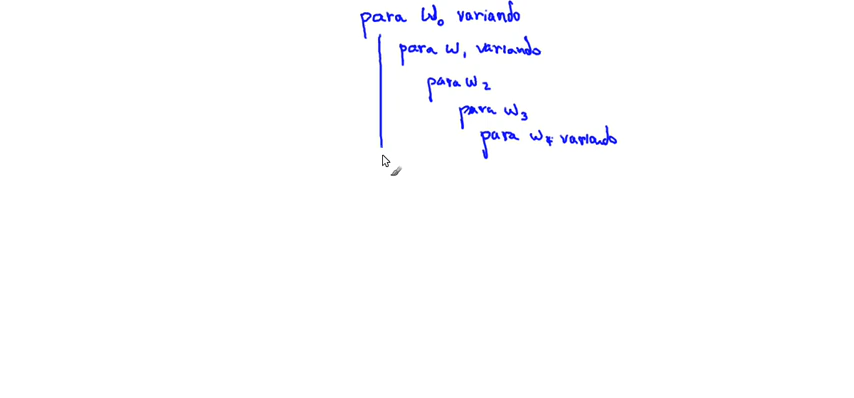 para W₀ variando
para w₁ variando
para w₂
para w₃
para w₄ variando